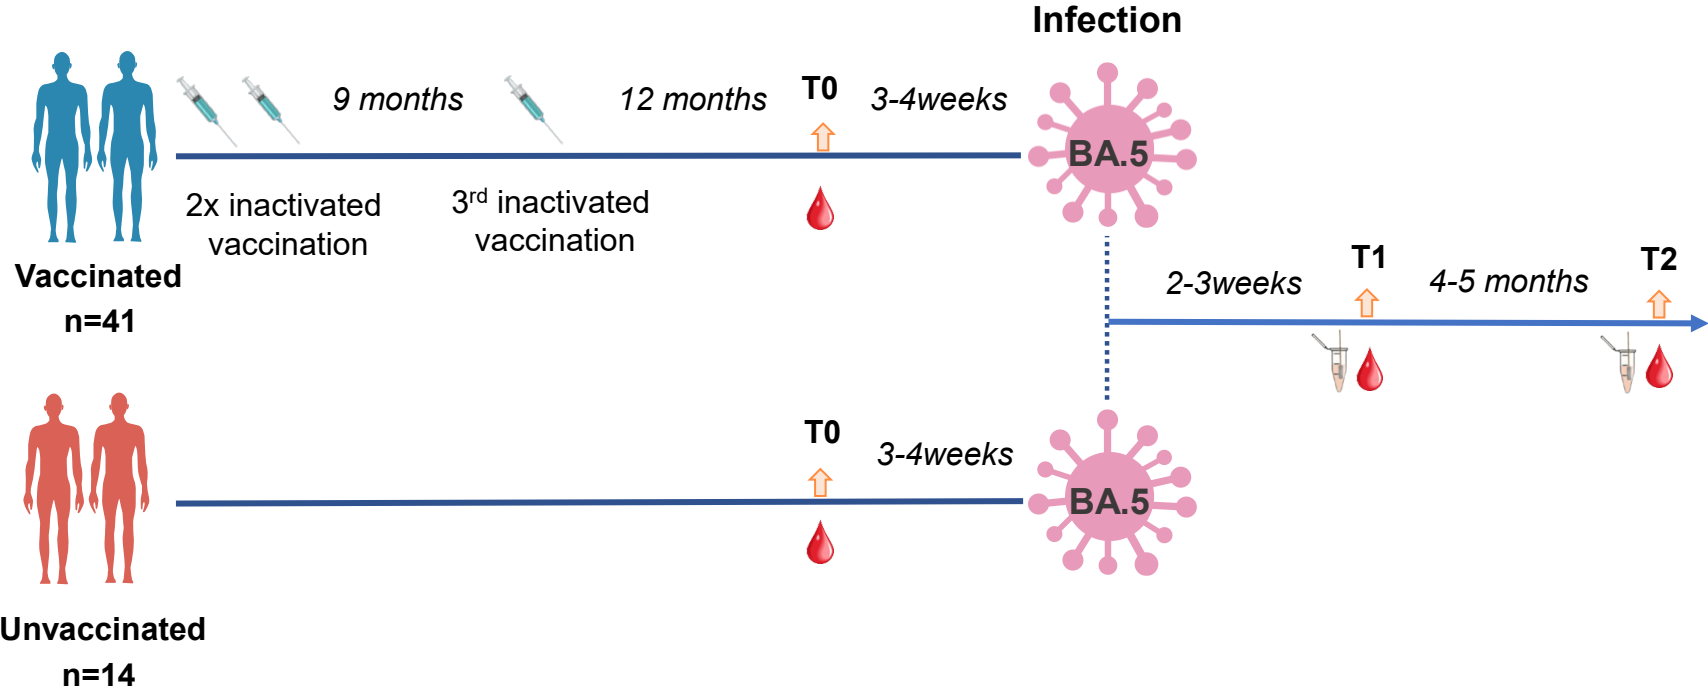 Infection
9 months
12 months
T0
3-4weeks
BA.5
2x inactivated
vaccination
3rd inactivated
vaccination
Vaccinated
n=41
2-3weeks
T1
4-5 months
T2
T0
3-4weeks
BA.5
Unvaccinated
n=14